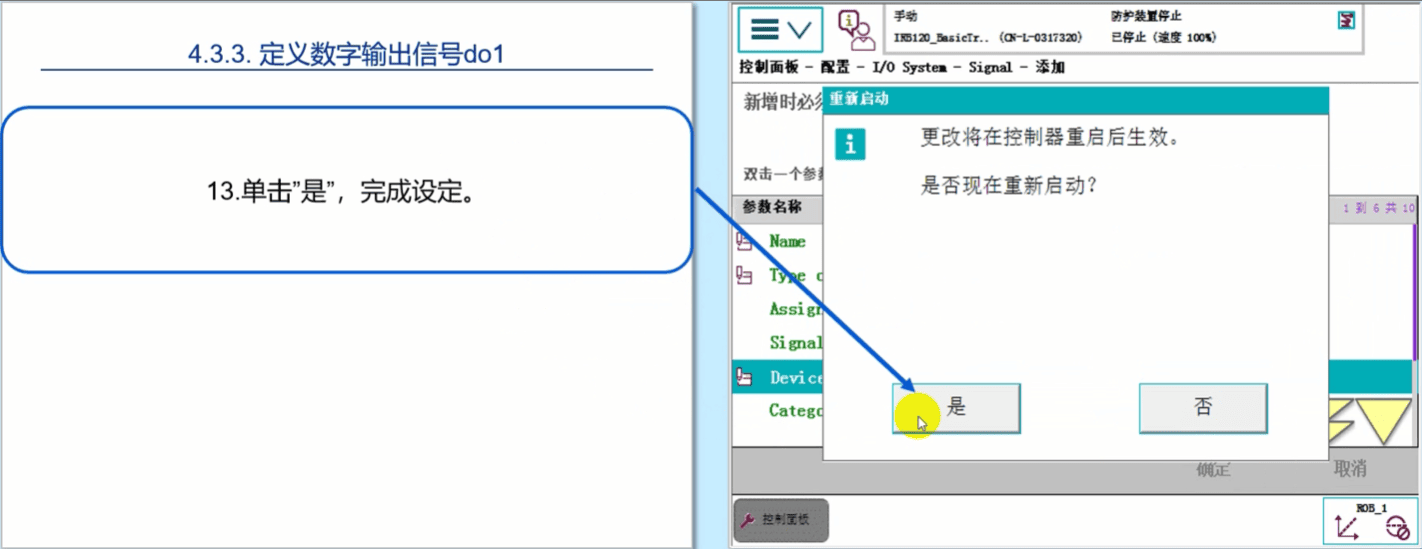 4.3.3. 定义数字输出信号do1
13.单击”是”，完成设定。
手动
防护装置停止
IRB120_BasicTr.. (CN-L-0317320)
已停止 (速度 100%)
控制面板 - 配置 - I/O System - Signal - 添加
新增时必
重新启动
更改将在控制器重启后生效。
是否现在重新启动？
双击一个参
参数名称
1 到 6 共 10
Name
Type o
Assign
Signal
Device
Catego
是
否
确定
取消
控制面板
ROB_1